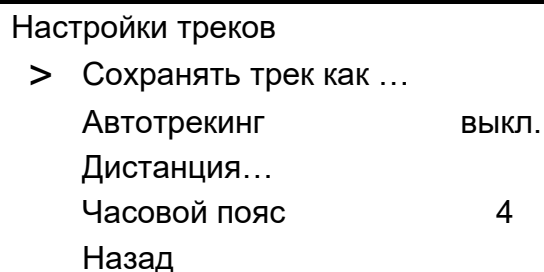 Настройки треков
> Сохранять трек как …
Автотрекинг выкл.
Дистанция…
Часовой пояс 4
Назад